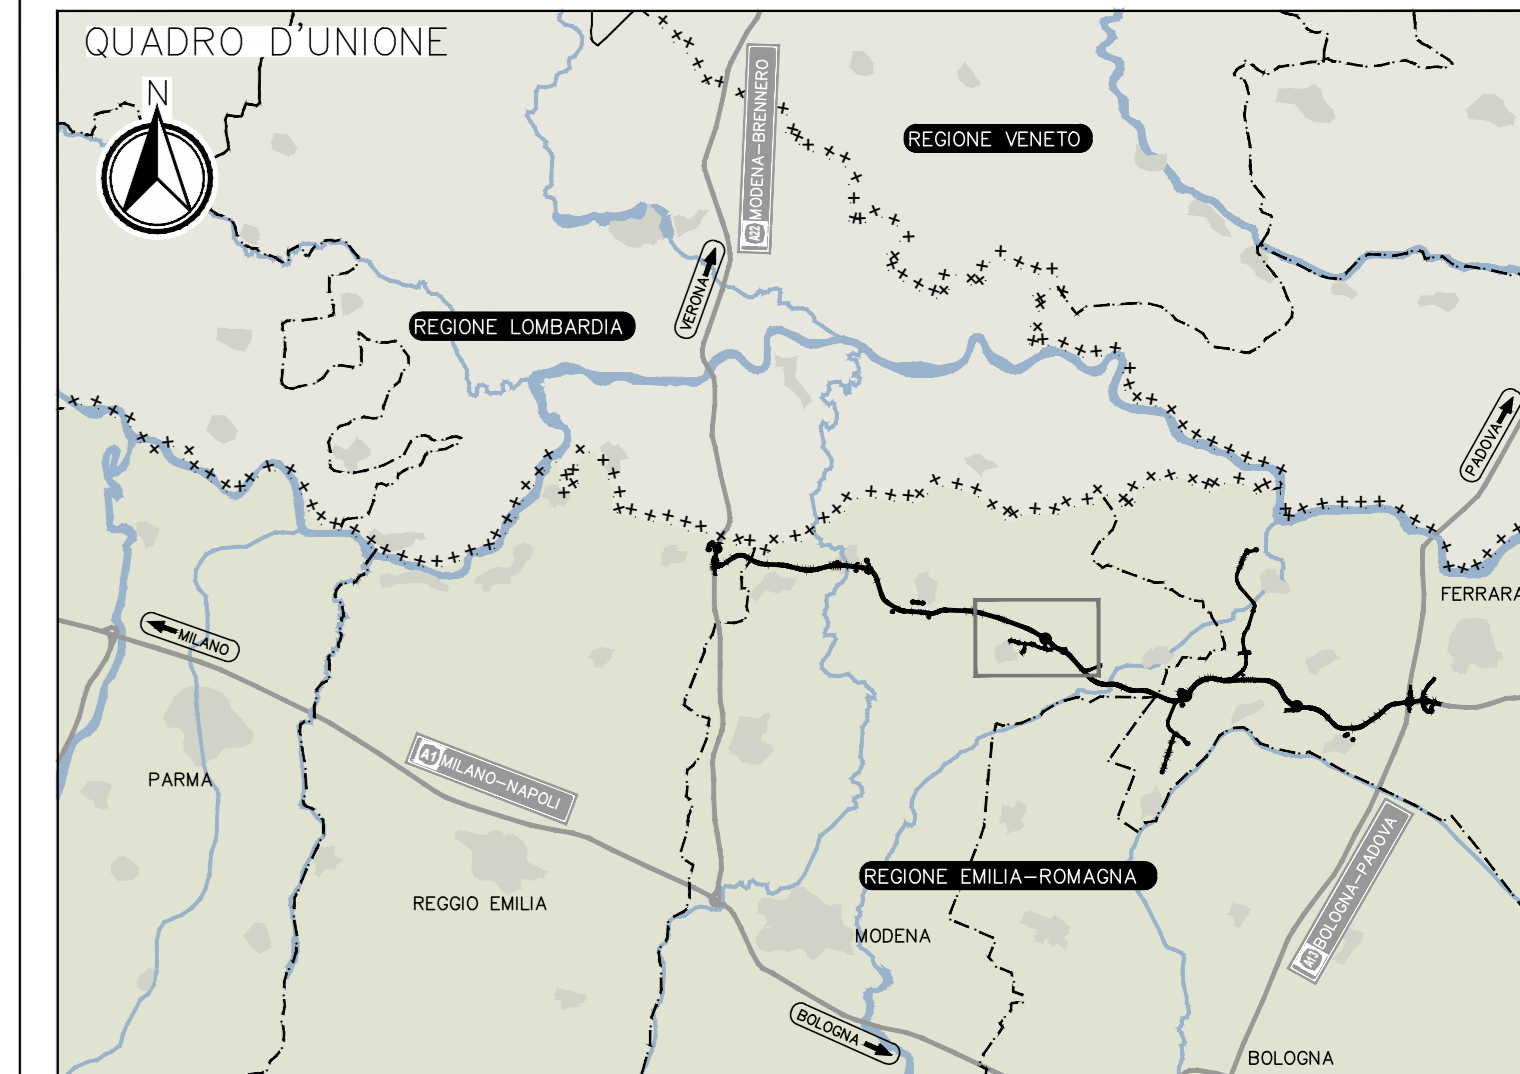 QUADRO D'UNIONE
N
A22 MODENA-BRENNERO
REGIONE VENETO
VERONA
REGIONE LOMBARDIA
PADOVA
FERRARA
MILANO
A1 MILANO-NAPOLI
PARMA
REGIONE EMILIA-ROMAGNA
A13 BOLOGNA-PADOVA
REGGIO EMILIA
MODENA
BOLOGNA
BOLOGNA